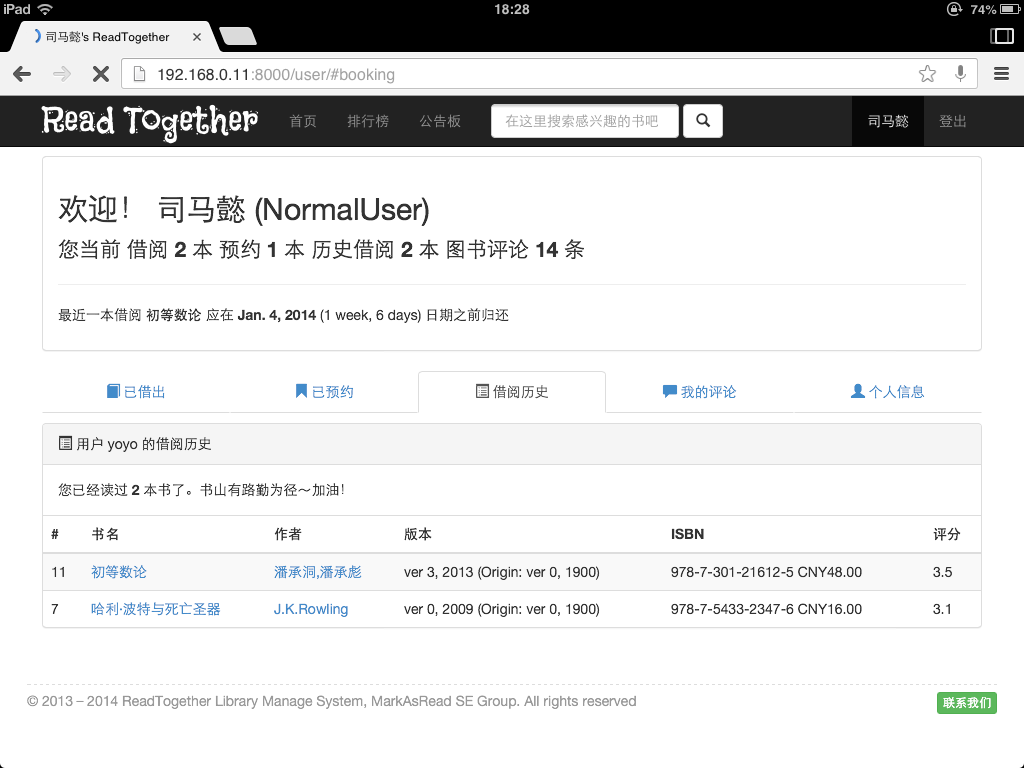 iPad 18:28 74%
司马懿's ReadTogether ×
192.168.0.11:8000/user/#booking
Read Together 首页 排行榜 公告板 在这里搜索感兴趣的书吧 司马懿 登出
欢迎！ 司马懿 (NormalUser)
您当前 借阅 2 本 预约 1 本 历史借阅 2 本 图书评论 14 条
最近一本借阅 初等数论 应在 Jan. 4, 2014 (1 week, 6 days) 日期之前归还
已借出 已预约 借阅历史 我的评论 个人信息
用户 yoyo 的借阅历史
您已经读过 2 本书了。书山有路勤为径～加油！
# 书名 作者 版本 ISBN 评分
11 初等数论 潘承洞,潘承彪 ver 3, 2013 (Origin: ver 0, 1900) 978-7-301-21612-5 CNY48.00 3.5
7 哈利·波特与死亡圣器 J.K.Rowling ver 0, 2009 (Origin: ver 0, 1900) 978-7-5433-2347-6 CNY16.00 3.1
© 2013 – 2014 ReadTogether Library Manage System, MarkAsRead SE Group. All rights reserved 联系我们